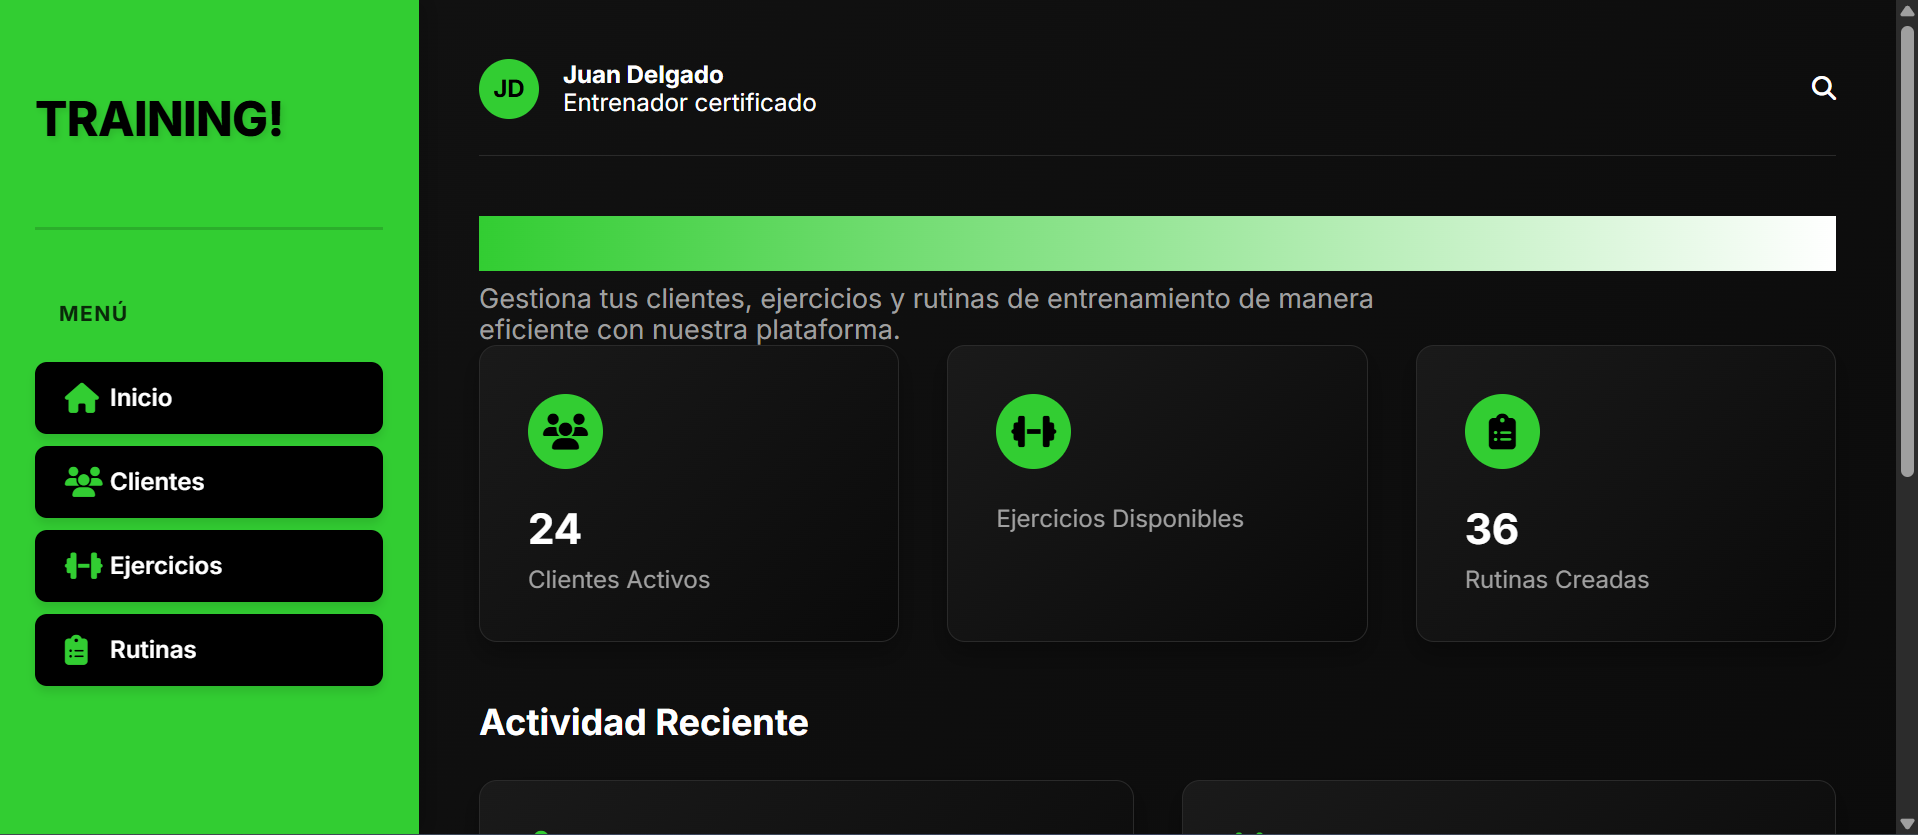 TRAINING!
MENÚ
Inicio
Clientes
Ejercicios
Rutinas
JD
Juan Delgado
Entrenador certificado
Gestiona tus clientes, ejercicios y rutinas de entrenamiento de manera
eficiente con nuestra plataforma.
24
Clientes Activos
Ejercicios Disponibles
36
Rutinas Creadas
Actividad Reciente